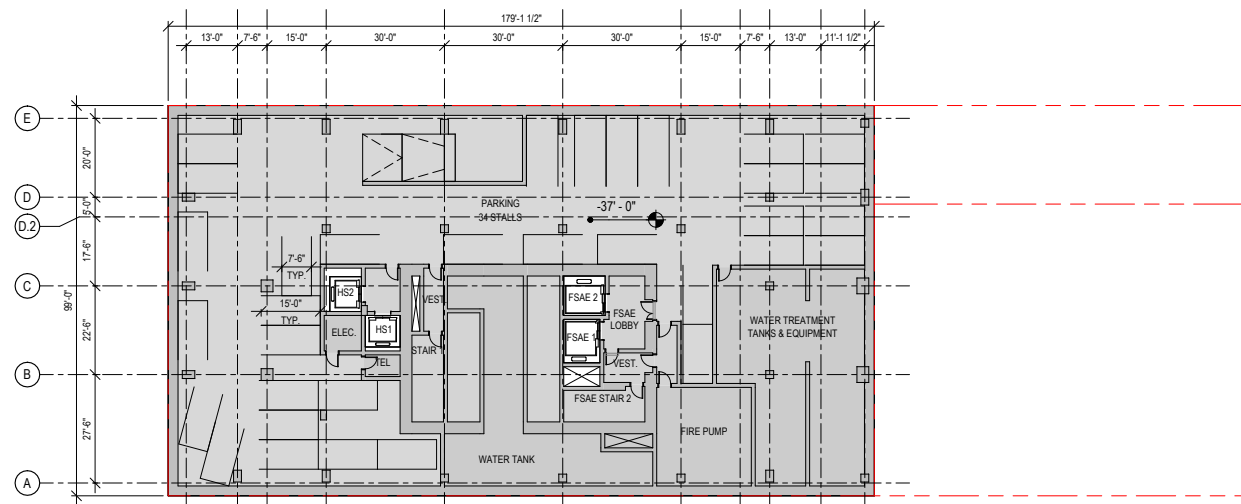 179'-1 1/2"
13'-0" 7'-6" 15'-0" 30'-0" 30'-0" 30'-0" 15'-0" 7'-6" 13'-0" 11'-1 1/2"
E
20'-0"
D
5'-0"
D.2
17'-6"
C
99'-0"
22'-6"
B
27'-6"
A
PARKING
34 STALLS
-37' - 0"
7'-6"
TYP.
15'-0"
TYP.
HS2
HS1
ELEC.
TEL
VEST.
STAIR 1
FSAE 2
FSAE
LOBBY
FSAE 1
VEST.
FSAE STAIR 2
WATER TREATMENT
TANKS & EQUIPMENT
FIRE PUMP
WATER TANK